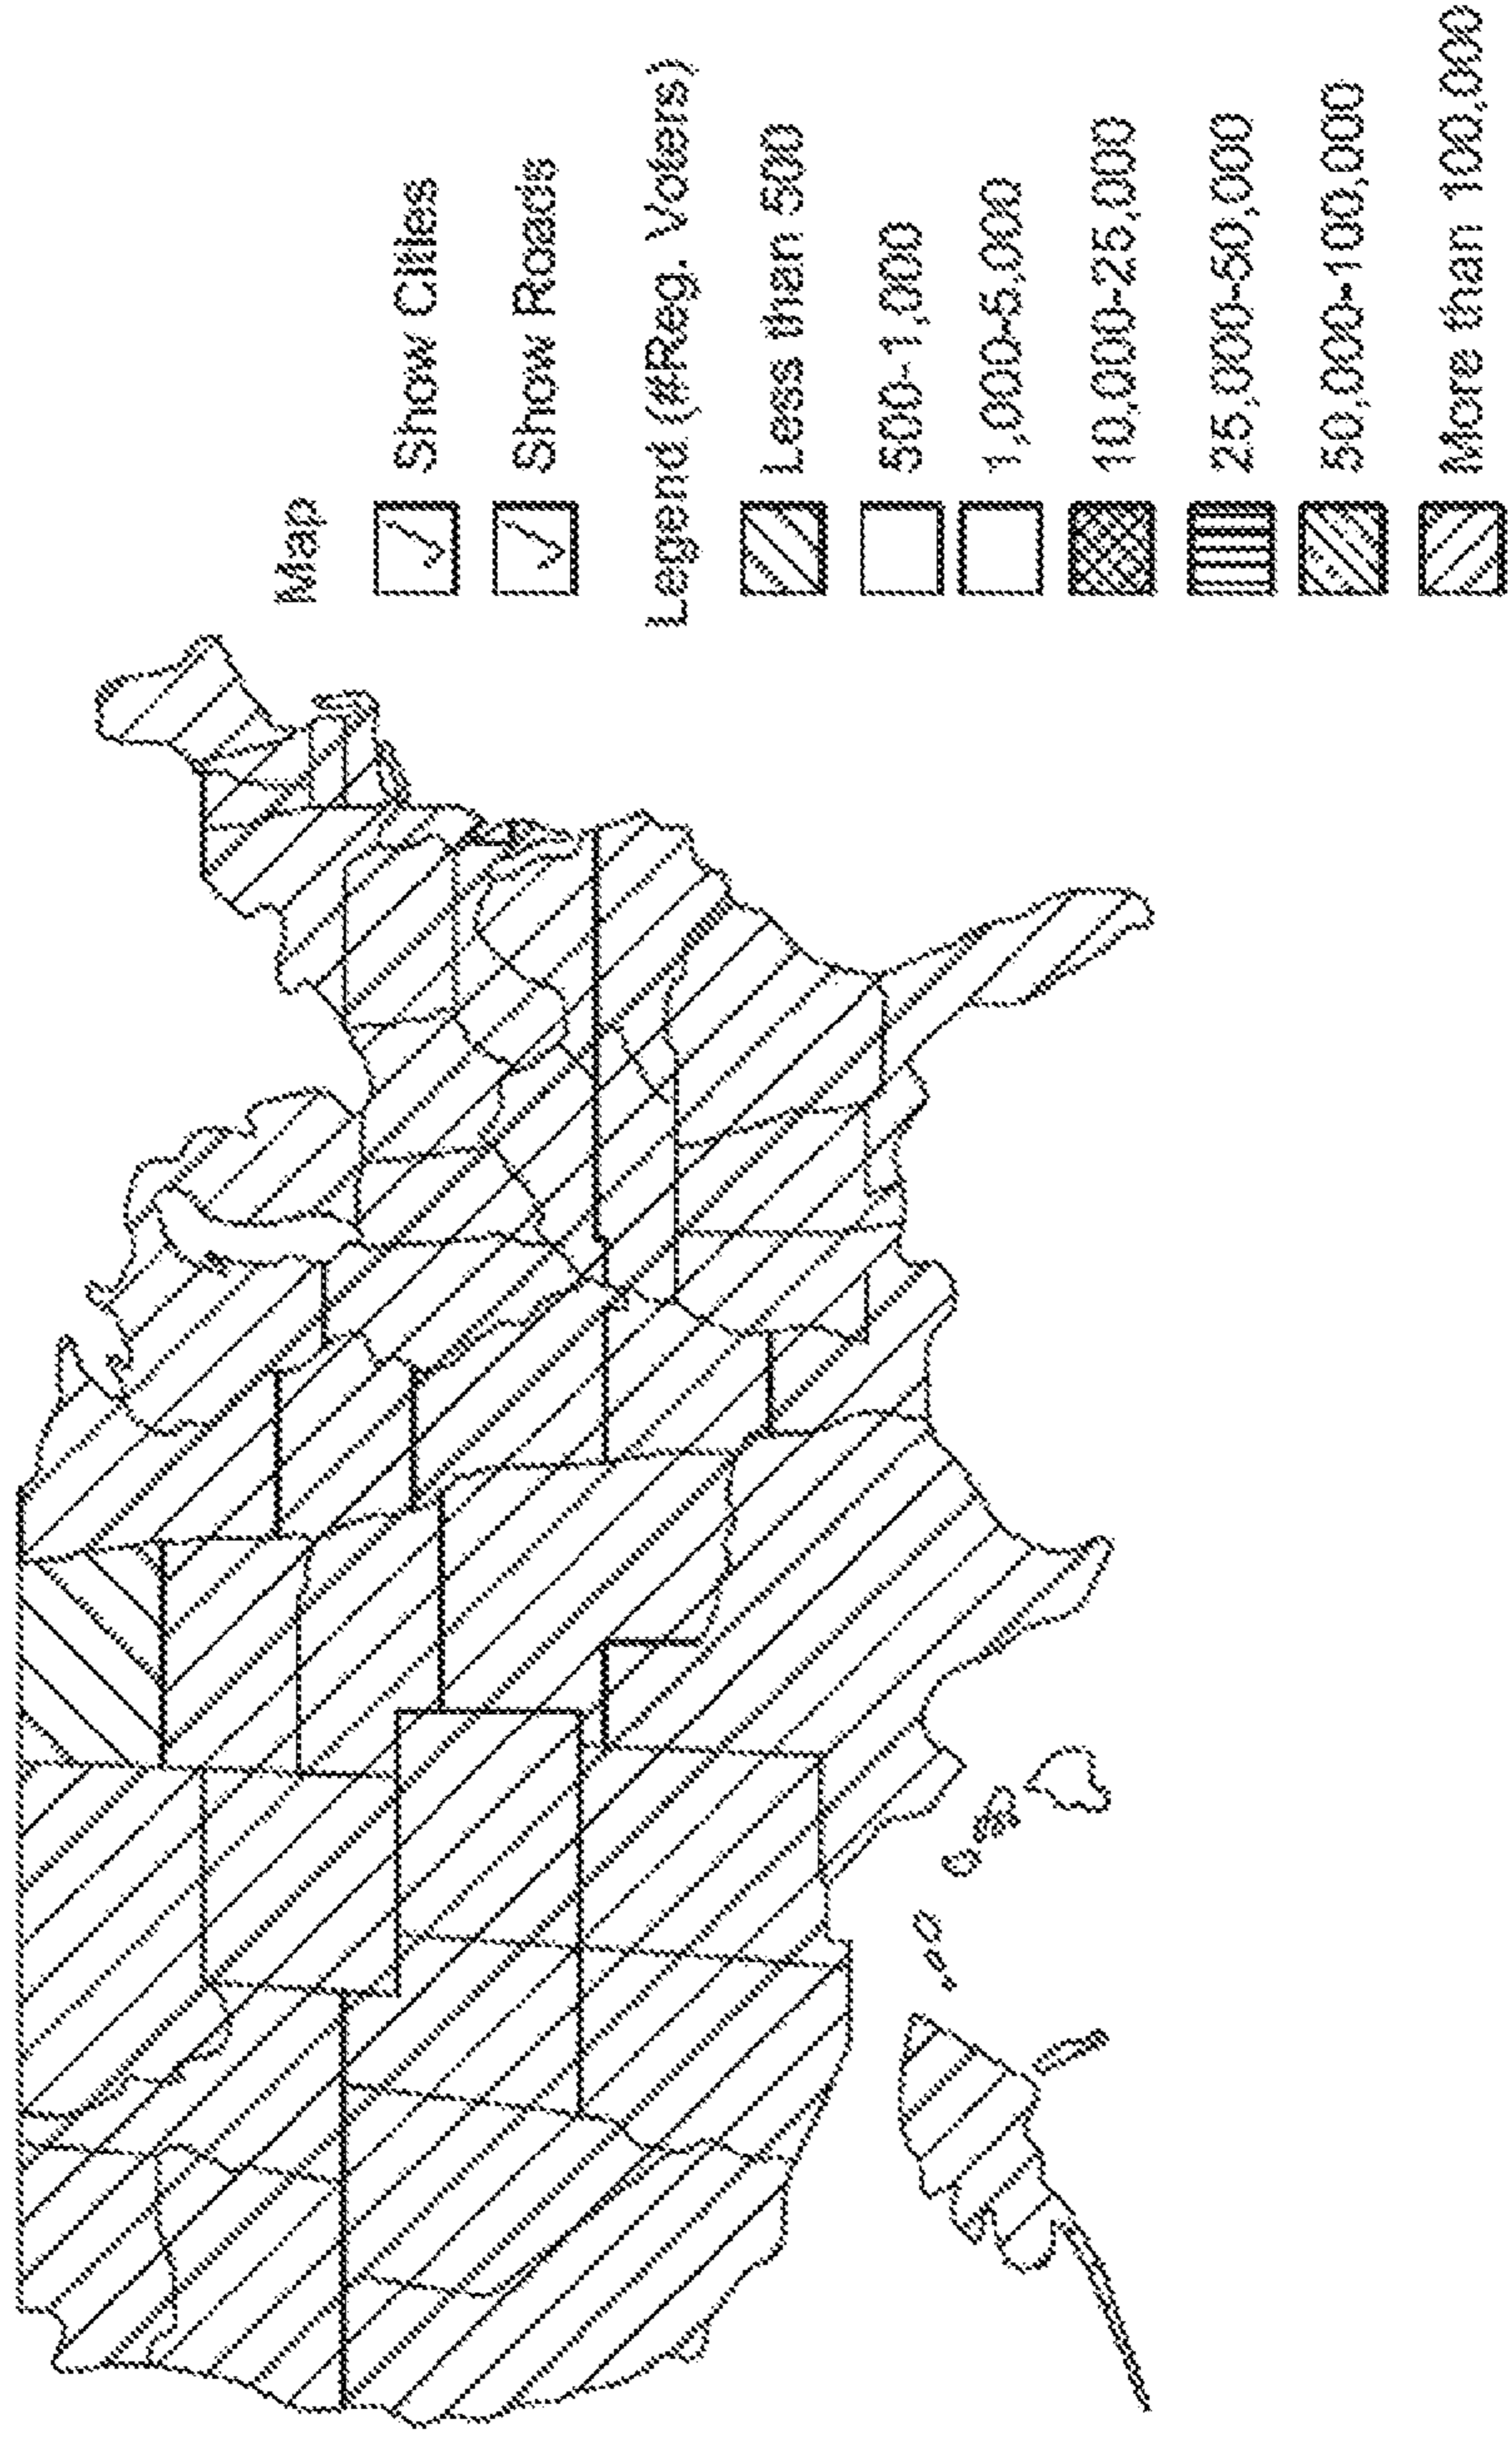 Map
Show Cities
Show Roads
Legend (#Reg. Voters)
Less than 500
500-1,000
1,000-5,000
10,000-25,000
25,000-50,000
50,000-100,000
More than 100,000